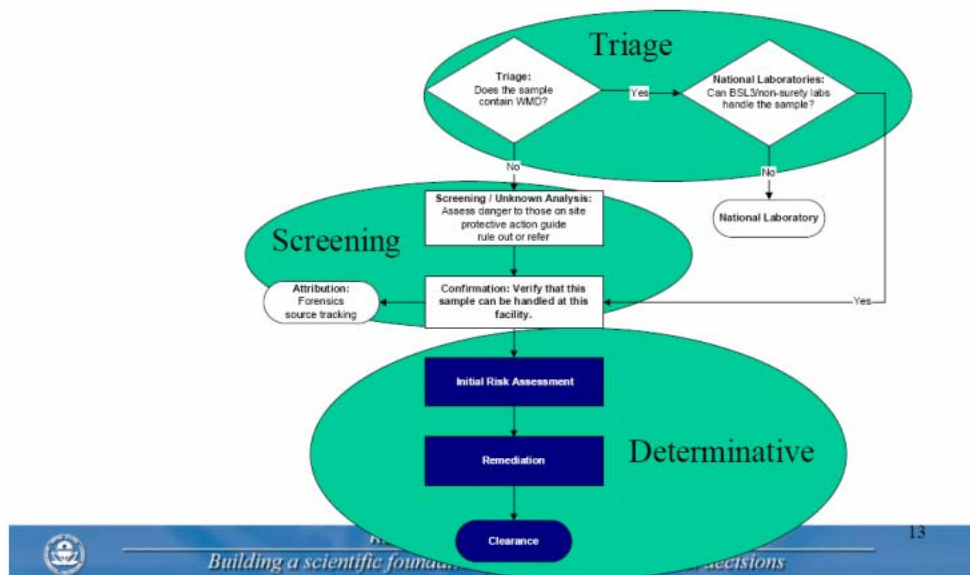 Triage
Triage:
Does the sample
contain WMD?
Yes
National Laboratories:
Can BSL3/non-surety labs
handle the sample?
No
No
National Laboratory
Screening / Unknown Analysis:
Assess danger to those on site
protective action guide
rule out or refer
Screening
Attribution:
Forensics
source tracking
Confirmation: Verify that this
sample can be handled at this
facility.
Yes
Initial Risk Assessment
Remediation
Determinative
Clearance
13
Building a scientific decisions